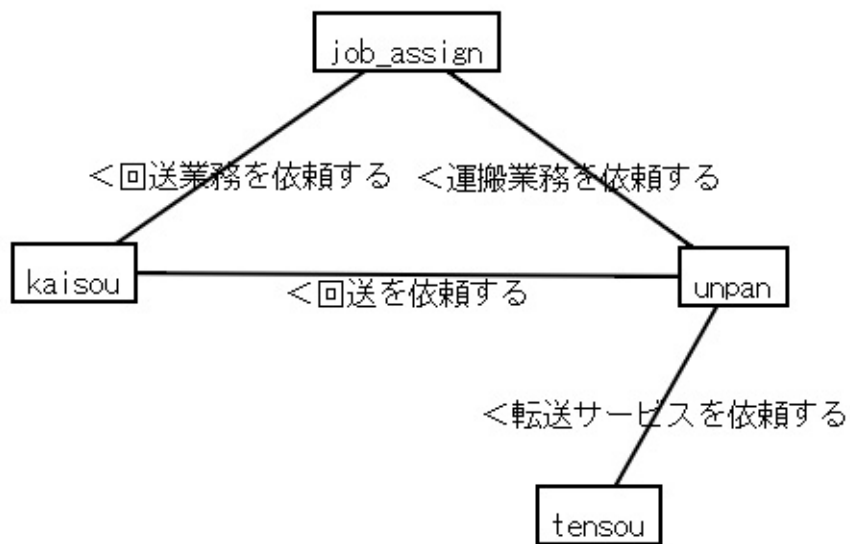 job_assign
＜回送業務を依頼する
＜運搬業務を依頼する
kaisou
＜回送を依頼する
unpan
＜転送サービスを依頼する
tensou